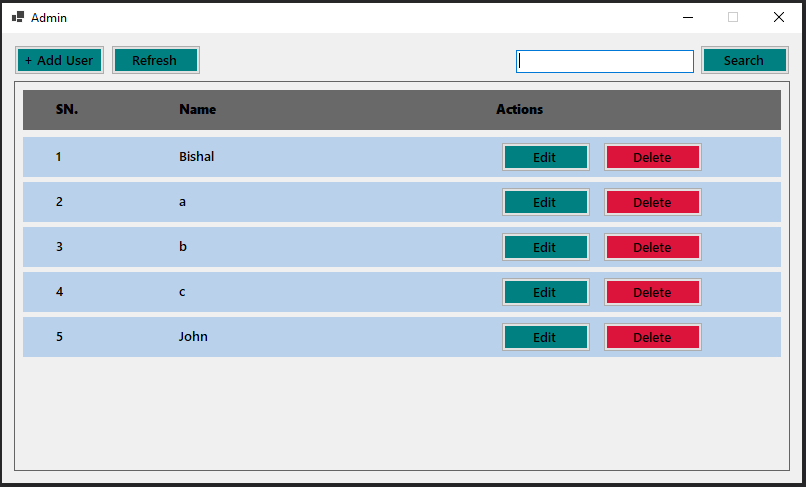 Admin
+ Add User Refresh Search
SN. Name Actions
1 Bishal Edit Delete
2 a Edit Delete
3 b Edit Delete
4 c Edit Delete
5 John Edit Delete